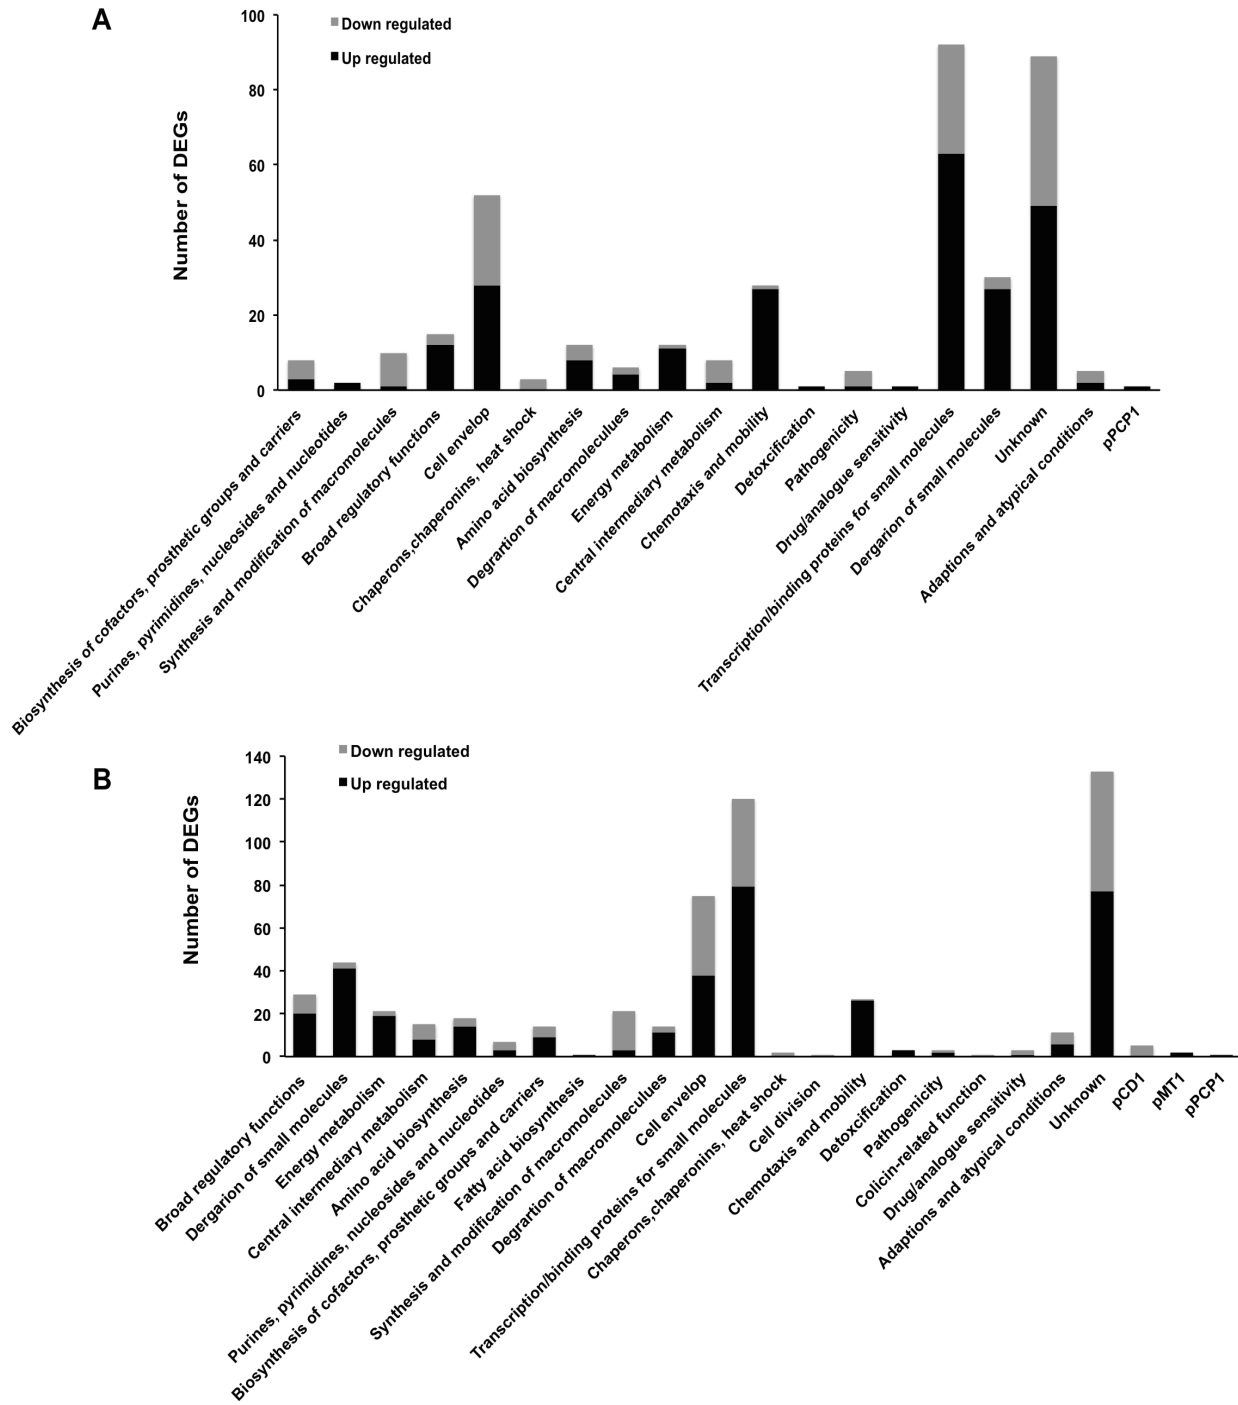 A
Down regulated
Up regulated
Number of DEGs
100
80
60
40
20
0
Biosynthesis of cofactors, prosthetic groups and carriers
Purines, pyrimidines, nucleosides and nucleotides
Synthesis and modification of macromolecules
Broad regulatory functions
Cell envelop
Chaperons,chaperonins, heat shock
Amino acid biosynthesis
Degrartion of macromoleculues
Energy metabolism
Central intermediary metabolism
Chemotaxis and mobility
Detoxcification
Pathogenicity
Drug/analogue sensitivity
Transcription/binding proteins for small molecules
Dergarion of small molecules
Unknown
Adaptions and atypical conditions
pPCP1
B
Down regulated
Up regulated
Number of DEGs
140
120
100
80
60
40
20
0
Broad regulatory functions
Dergarion of small molecules
Energy metabolism
Central intermediary metabolism
Amino acid biosynthesis
Purines, pyrimidines, nucleosides and nucleotides
Biosynthesis of cofactors, prosthetic groups and carriers
Fatty acid biosynthesis
Synthesis and modification of macromolecules
Degrartion of macromoleculues
Cell envelop
Transcription/binding proteins for small molecules
Chaperons,chaperonins, heat shock
Cell division
Chemotaxis and mobility
Detoxcification
Pathogenicity
Colicin-related function
Drug/analogue sensitivity
Adaptions and atypical conditions
Unknown
pCD1
pMT1
pPCP1